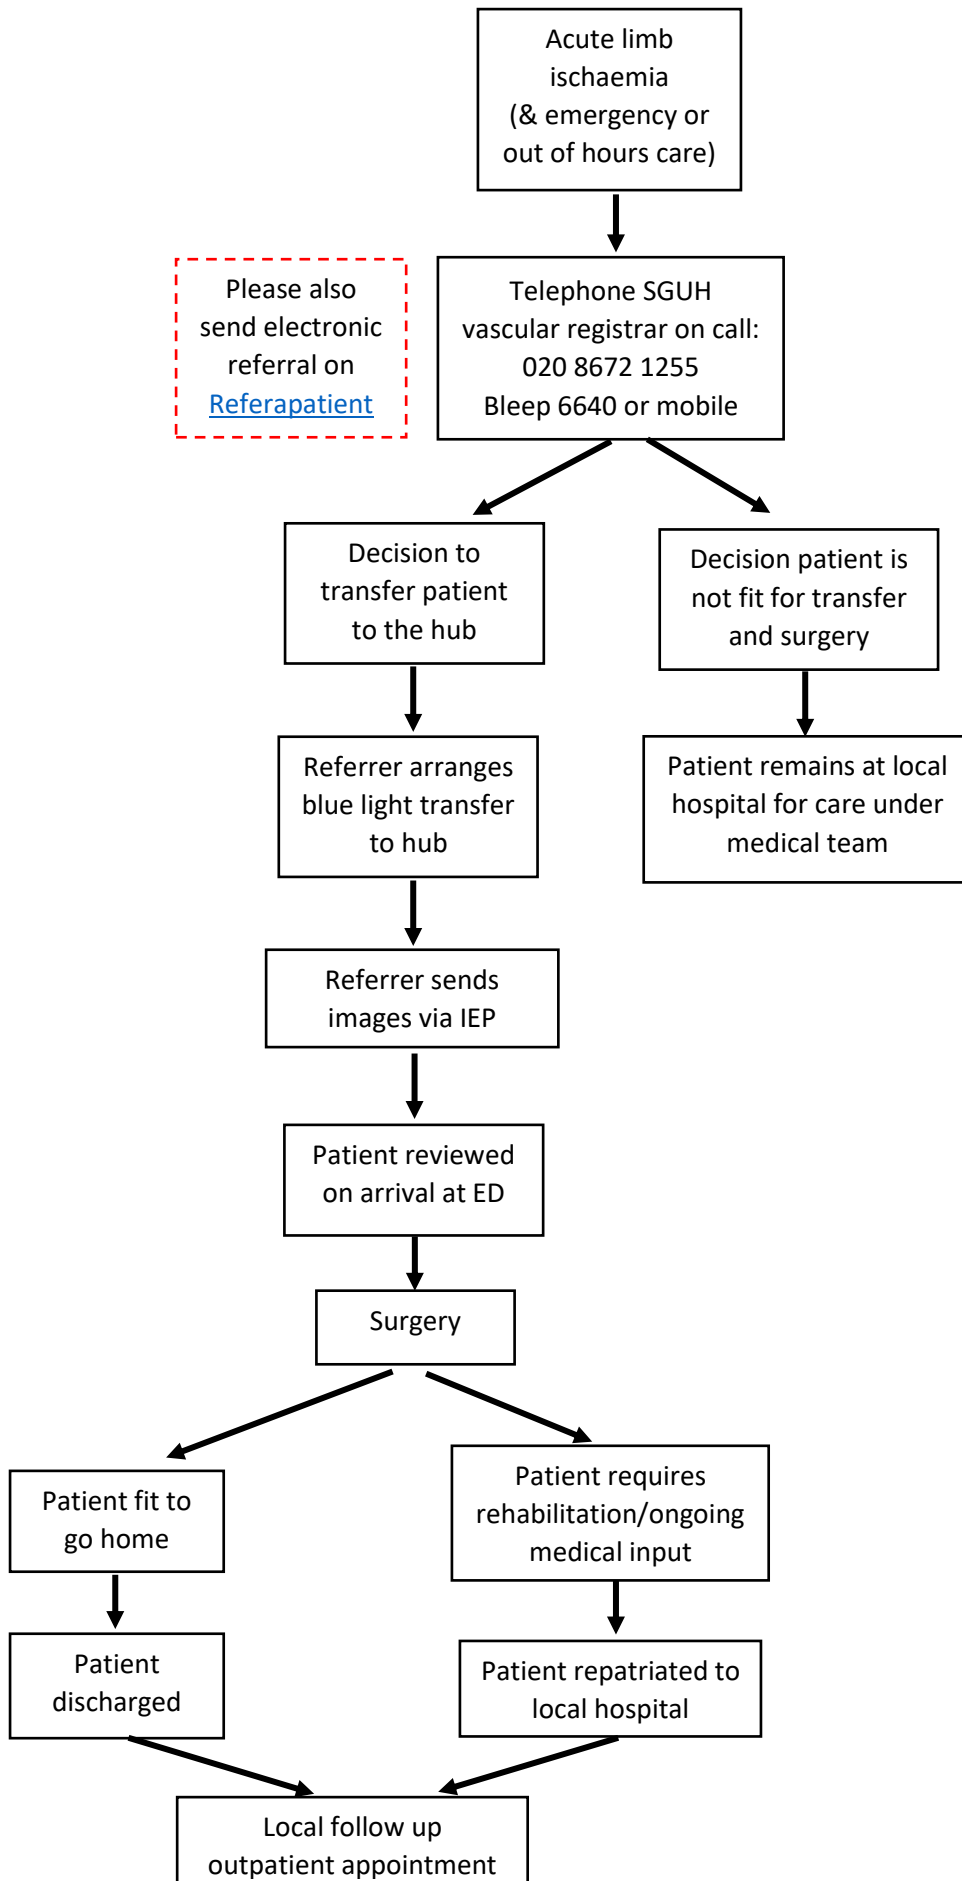 Acute limb
ischaemia
(& emergency or
out of hours care)
Please also
send electronic
referral on
Referapatient
Telephone SGUH
vascular registrar on call:
020 8672 1255
Bleep 6640 or mobile
Decision to
transfer patient
to the hub
Decision patient is
not fit for transfer
and surgery
Referrer arranges
blue light transfer
to hub
Patient remains at local
hospital for care under
medical team
Referrer sends
images via IEP
Patient reviewed
on arrival at ED
Surgery
Patient fit to
go home
Patient requires
rehabilitation/ongoing
medical input
Patient
discharged
Patient repatriated to
local hospital
Local follow up
outpatient appointment